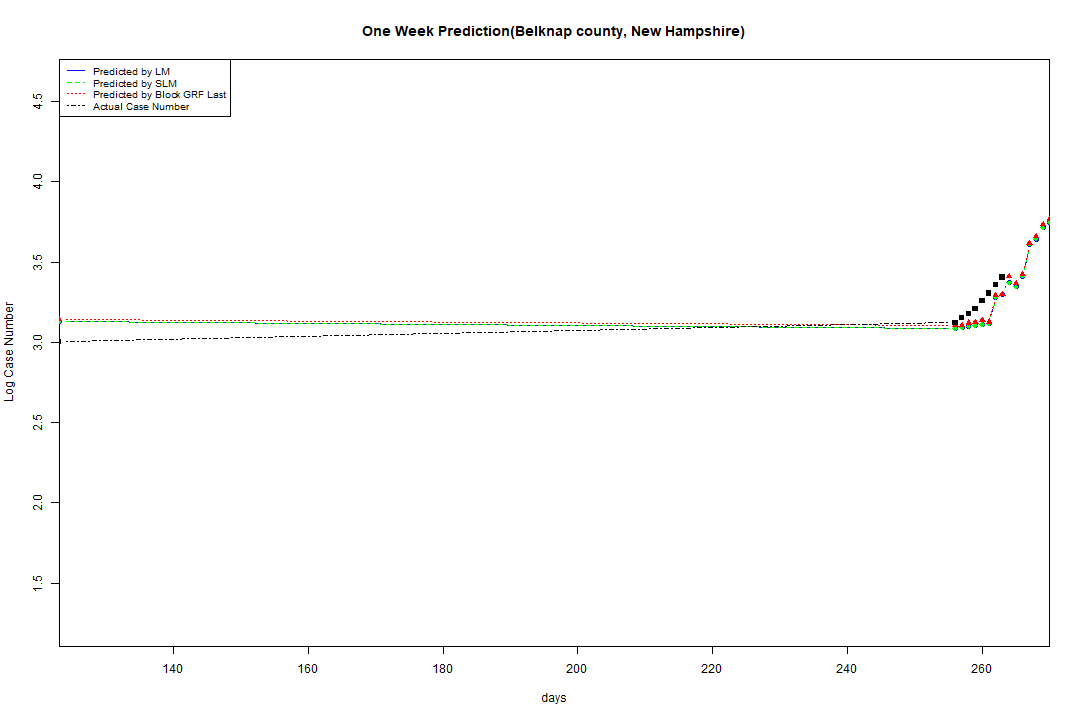 One Week Prediction(Belknap county, New Hampshire)
Predicted by LM
Predicted by SLM
Predicted by Block GRF Last
Actual Case Number
4.5
4.0
3.5
3.0
2.5
2.0
1.5
Log Case Number
140 160 180 200 220 240 260
days